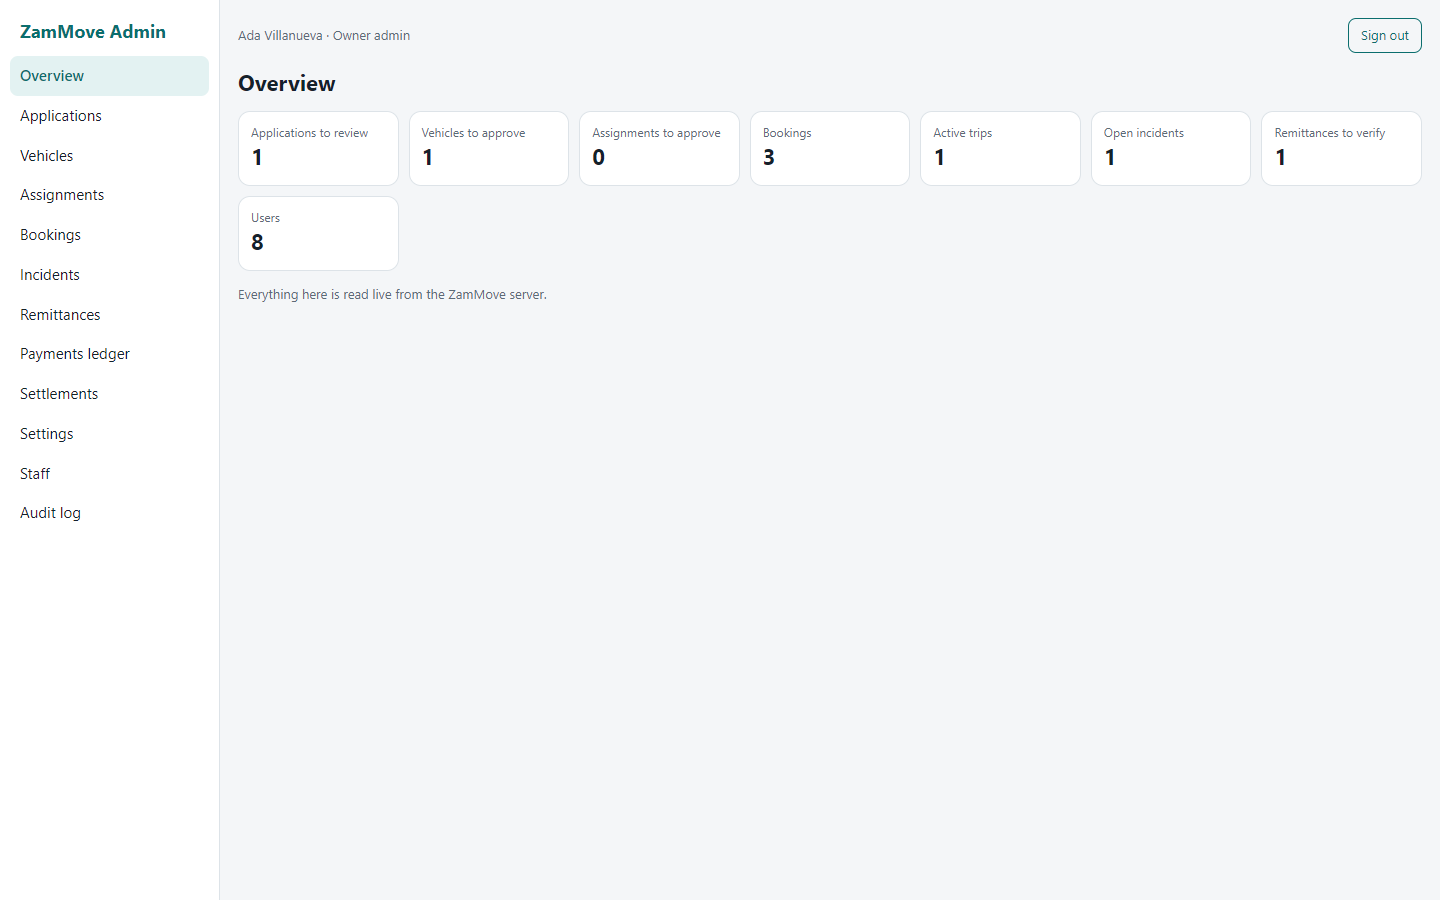 ZamMove Admin
Overview
Applications
Vehicles
Assignments
Bookings
Incidents
Remittances
Payments ledger
Settlements
Settings
Staff
Audit log
Ada Villanueva · Owner admin
Sign out
Overview
Applications to review
1
Vehicles to approve
1
Assignments to approve
0
Bookings
3
Active trips
1
Open incidents
1
Remittances to verify
1
Users
8
Everything here is read live from the ZamMove server.